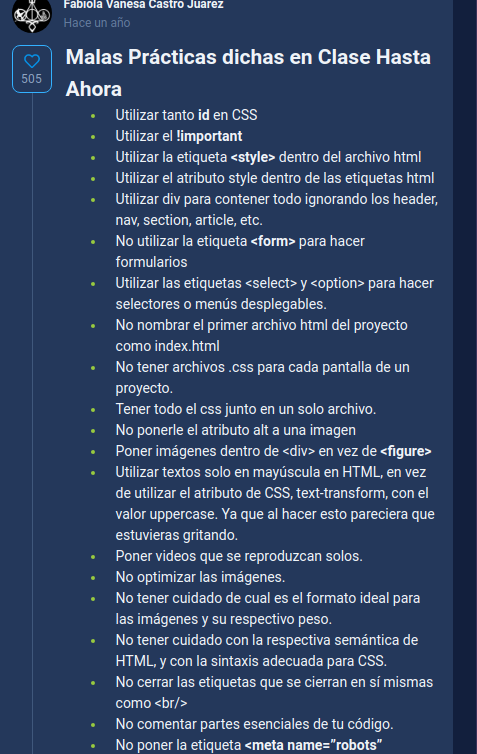 Fabiola Vanesa Castro Juárez
Hace un año
505
Malas Prácticas dichas en Clase Hasta
Ahora
• Utilizar tanto id en CSS
• Utilizar el !important
• Utilizar la etiqueta <style> dentro del archivo html
• Utilizar el atributo style dentro de las etiquetas html
• Utilizar div para contener todo ignorando los header,
nav, section, article, etc.
• No utilizar la etiqueta <form> para hacer
formularios
• Utilizar las etiquetas <select> y <option> para hacer
selectores o menús desplegables.
• No nombrar el primer archivo html del proyecto
como index.html
• No tener archivos .css para cada pantalla de un
proyecto.
• Tener todo el css junto en un solo archivo.
• No ponerle el atributo alt a una imagen
• Poner imágenes dentro de <div> en vez de <figure>
• Utilizar textos solo en mayúscula en HTML, en vez
de utilizar el atributo de CSS, text-transform, con el
valor uppercase. Ya que al hacer esto pareciera que
estuvieras gritando.
• Poner videos que se reproduzcan solos.
• No optimizar las imágenes.
• No tener cuidado de cual es el formato ideal para
las imágenes y su respectivo peso.
• No tener cuidado con la respectiva semántica de
HTML, y con la sintaxis adecuada para CSS.
• No cerrar las etiquetas que se cierran en sí mismas
como <br/>
• No comentar partes esenciales de tu código.
• No poner la etiqueta <meta name=”robots”